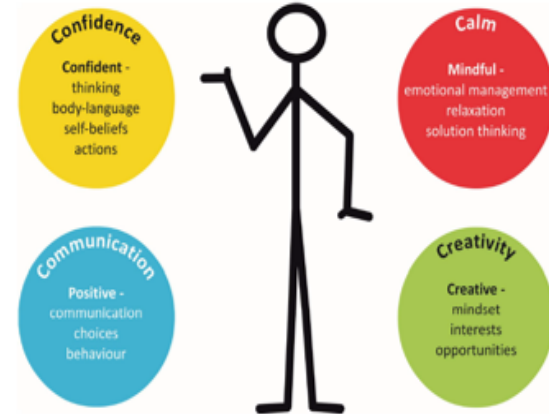 Confidence
Confident -
thinking
body-language
self-beliefs
actions
Calm
Mindful -
emotional management
relaxation
solution thinking
Communication
Positive -
communication
choices
behaviour
Creativity
Creative -
mindset
interests
opportunities